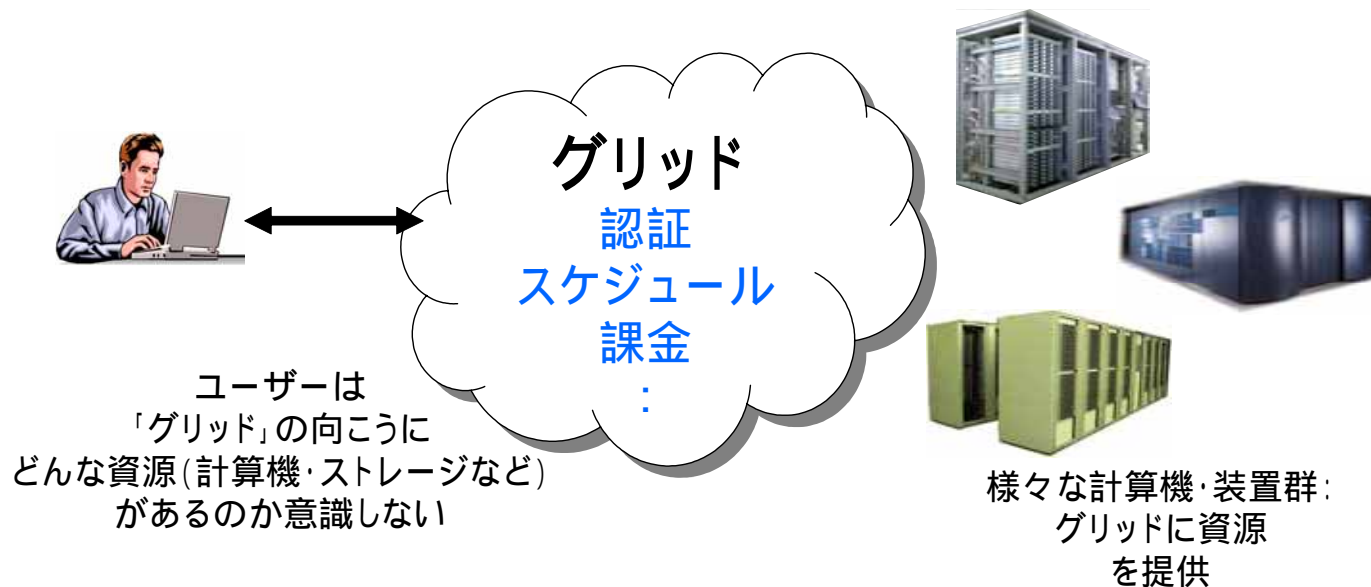 グリッド
認証
スケジュール
課金
:
ユーザーは
「グリッド」の向こうに
どんな資源(計算機・ストレージなど)
があるのか意識しない
様々な計算機・装置群:
グリッドに資源
を提供